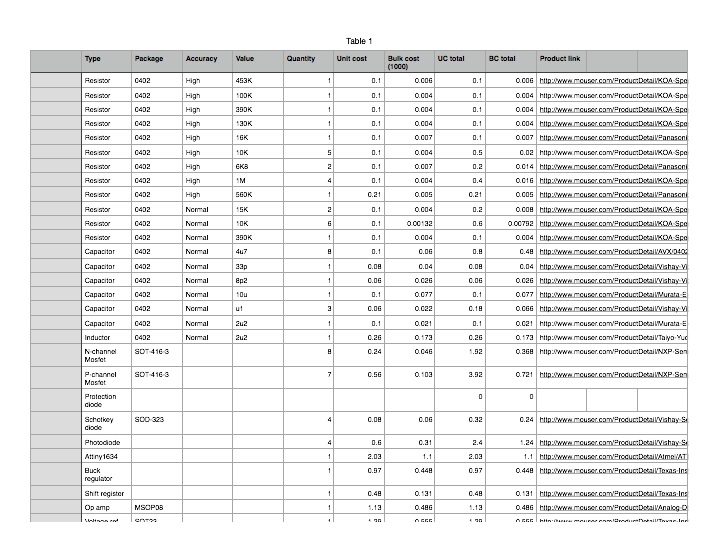 Table 1
Type Package Accuracy Value Quantity Unit cost Bulk cost (1000) UC total BC total Product link
Resistor 0402 High 453K 1 0.1 0.006 0.1 0.006 http://www.mouser.com/ProductDetail/KOA-Spe
Resistor 0402 High 100K 1 0.1 0.004 0.1 0.004 http://www.mouser.com/ProductDetail/KOA-Spe
Resistor 0402 High 390K 1 0.1 0.004 0.1 0.004 http://www.mouser.com/ProductDetail/KOA-Spe
Resistor 0402 High 130K 1 0.1 0.004 0.1 0.004 http://www.mouser.com/ProductDetail/KOA-Spe
Resistor 0402 High 16K 1 0.1 0.007 0.1 0.007 http://www.mouser.com/ProductDetail/Panasoni
Resistor 0402 High 10K 5 0.1 0.004 0.5 0.02 http://www.mouser.com/ProductDetail/KOA-Spe
Resistor 0402 High 6K8 2 0.1 0.007 0.2 0.014 http://www.mouser.com/ProductDetail/Panasoni
Resistor 0402 High 1M 4 0.1 0.004 0.4 0.016 http://www.mouser.com/ProductDetail/KOA-Spe
Resistor 0402 High 560K 1 0.21 0.005 0.21 0.005 http://www.mouser.com/ProductDetail/Panasoni
Resistor 0402 Normal 15K 2 0.1 0.004 0.2 0.008 http://www.mouser.com/ProductDetail/KOA-Spe
Resistor 0402 Normal 10K 6 0.1 0.00132 0.6 0.00792 http://www.mouser.com/ProductDetail/KOA-Spe
Resistor 0402 Normal 390K 1 0.1 0.004 0.1 0.004 http://www.mouser.com/ProductDetail/KOA-Spe
Capacitor 0402 Normal 4u7 8 0.1 0.06 0.8 0.48 http://www.mouser.com/ProductDetail/AVX/0402
Capacitor 0402 Normal 33p 1 0.08 0.04 0.08 0.04 http://www.mouser.com/ProductDetail/Vishay-Vi
Capacitor 0402 Normal 8p2 1 0.06 0.026 0.06 0.026 http://www.mouser.com/ProductDetail/Vishay-Vi
Capacitor 0402 Normal 10u 1 0.1 0.077 0.1 0.077 http://www.mouser.com/ProductDetail/Murata-E
Capacitor 0402 Normal u1 3 0.06 0.022 0.18 0.066 http://www.mouser.com/ProductDetail/Vishay-Vi
Capacitor 0402 Normal 2u2 1 0.1 0.021 0.1 0.021 http://www.mouser.com/ProductDetail/Murata-E
Inductor 0402 Normal 2u2 1 0.26 0.173 0.26 0.173 http://www.mouser.com/ProductDetail/Taiyo-Yud
N-channel Mosfet SOT-416-3 8 0.24 0.046 1.92 0.368 http://www.mouser.com/ProductDetail/NXP-Sem
P-channel Mosfet SOT-416-3 7 0.56 0.103 3.92 0.721 http://www.mouser.com/ProductDetail/NXP-Sem
Protection diode 0 0
Schotkey diode SOD-323 4 0.08 0.06 0.32 0.24 http://www.mouser.com/ProductDetail/Vishay-Se
Photodiode 4 0.6 0.31 2.4 1.24 http://www.mouser.com/ProductDetail/Vishay-Se
Attiny1634 1 2.03 1.1 2.03 1.1 http://www.mouser.com/ProductDetail/Atmel/AT
Buck regulator 1 0.97 0.448 0.97 0.448 http://www.mouser.com/ProductDetail/Texas-Ins
Shift register 1 0.48 0.131 0.48 0.131 http://www.mouser.com/ProductDetail/Texas-Ins
Op amp MSOP08 1 1.13 0.486 1.13 0.486 http://www.mouser.com/ProductDetail/Analog-D
Voltage ref SOT23 1 1.29 0.555 1.29 0.555 http://www.mouser.com/ProductDetail/Texas-Ins